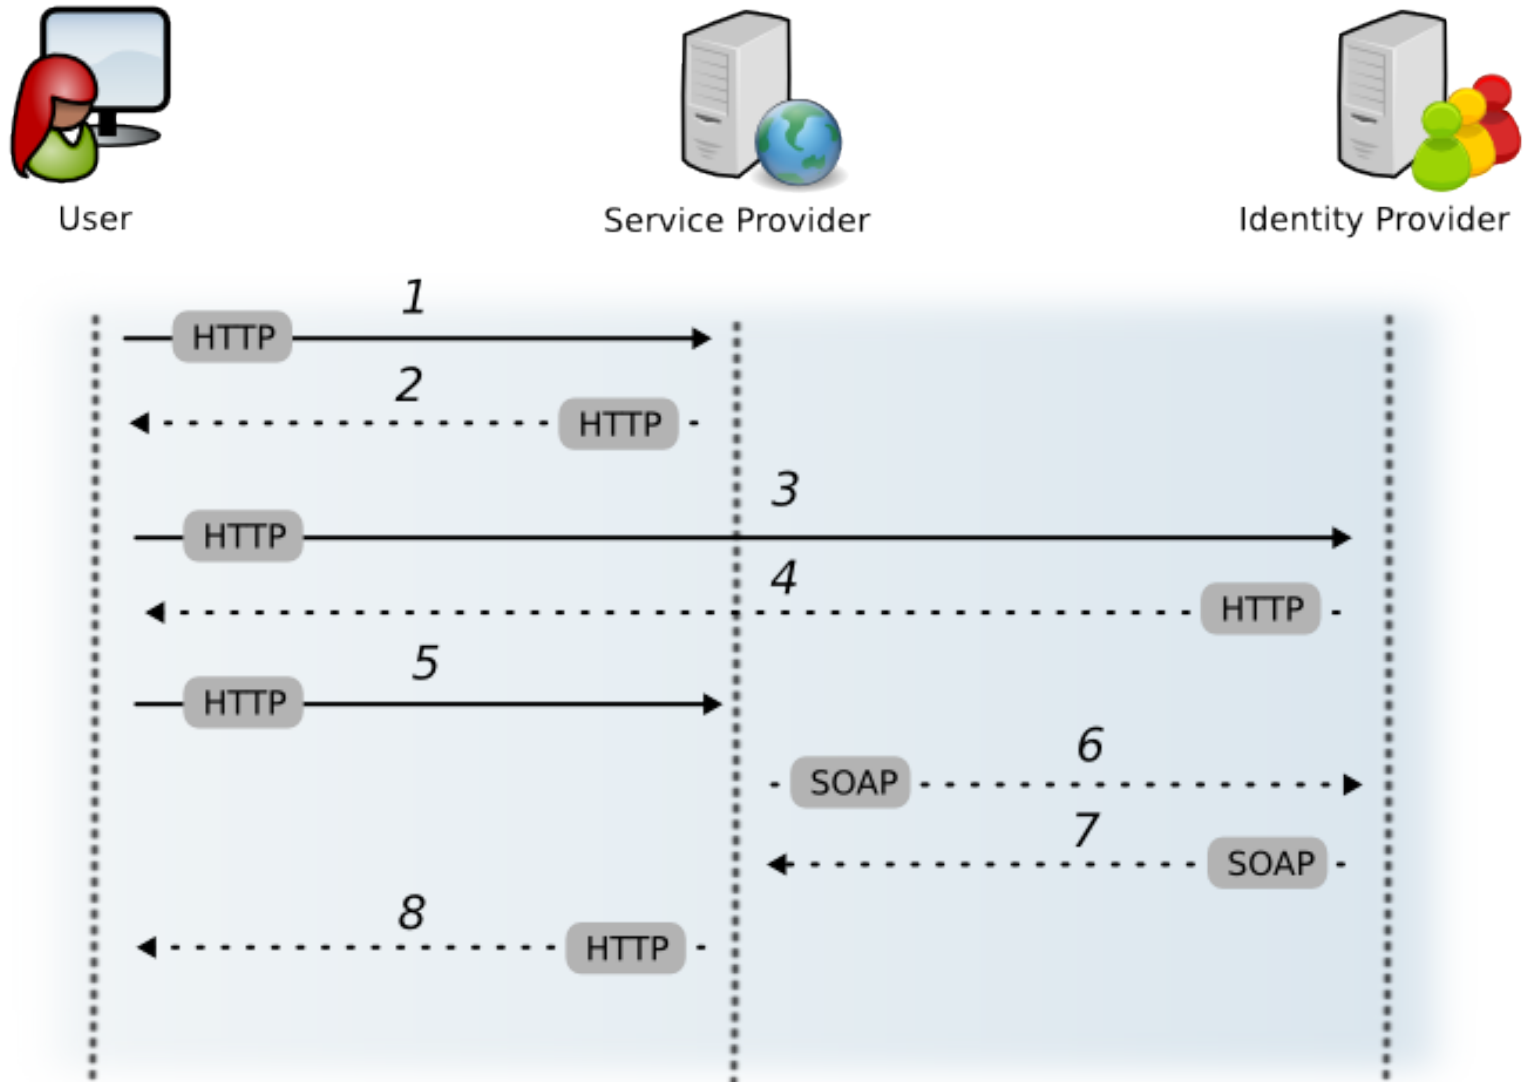 User
Service Provider
Identity Provider
1
HTTP
2
HTTP
3
HTTP
4
HTTP
5
HTTP
6
SOAP
7
SOAP
8
HTTP